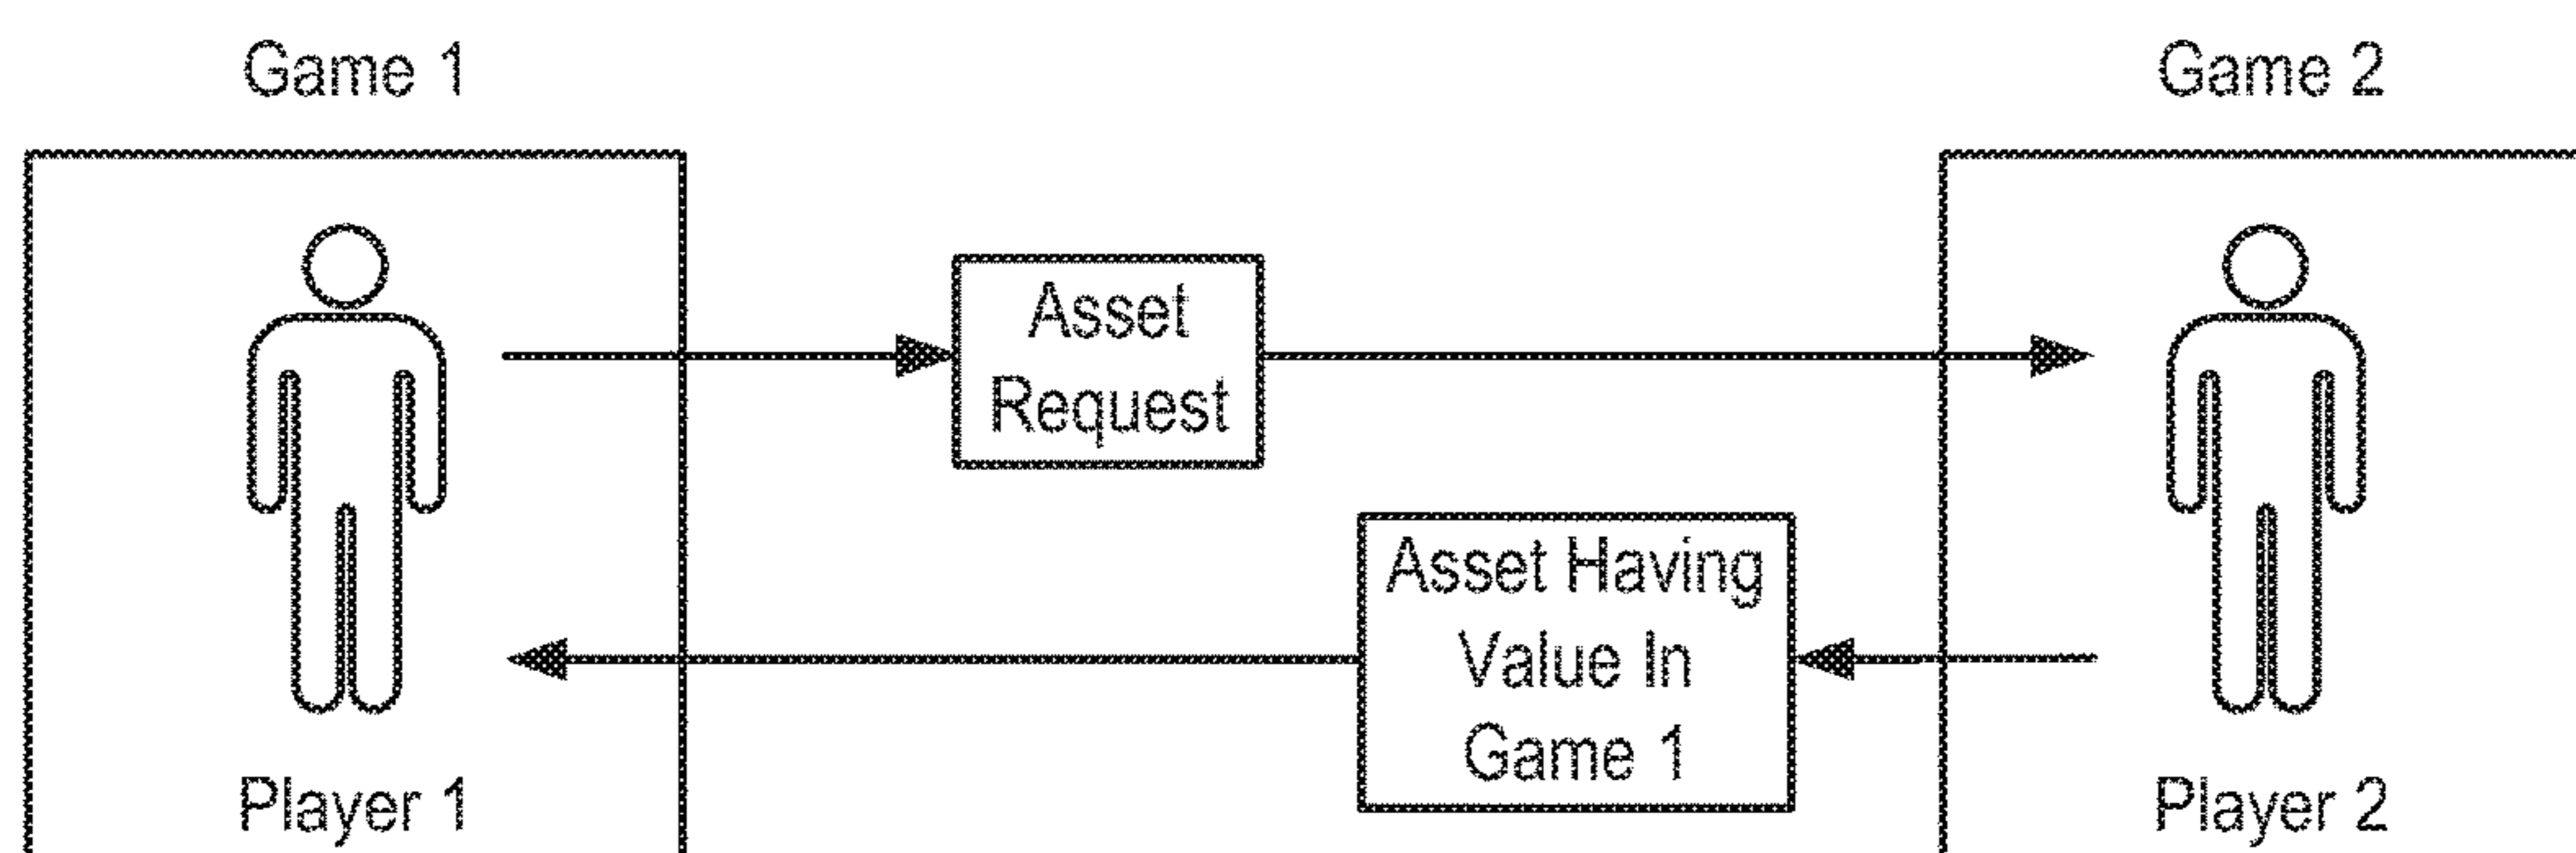 Game 1
Game 2
Asset
Request
Asset Having
Value In
Game 1
Player 1
Player 2